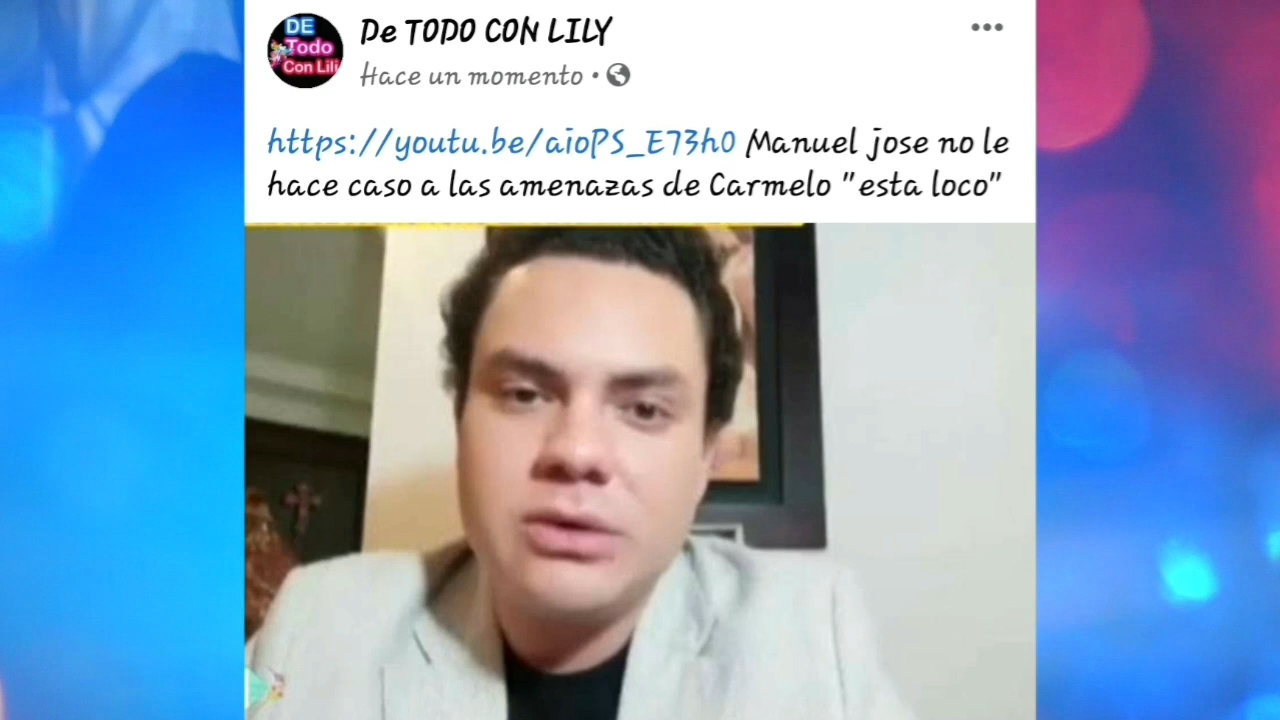 DE
Todo
Con Lili
De TODO CON LILY
Hace un momento •
https://youtu.be/aioPS_E73h0 Manuel jose no le
hace caso a las amenazas de Carmelo "esta loco"